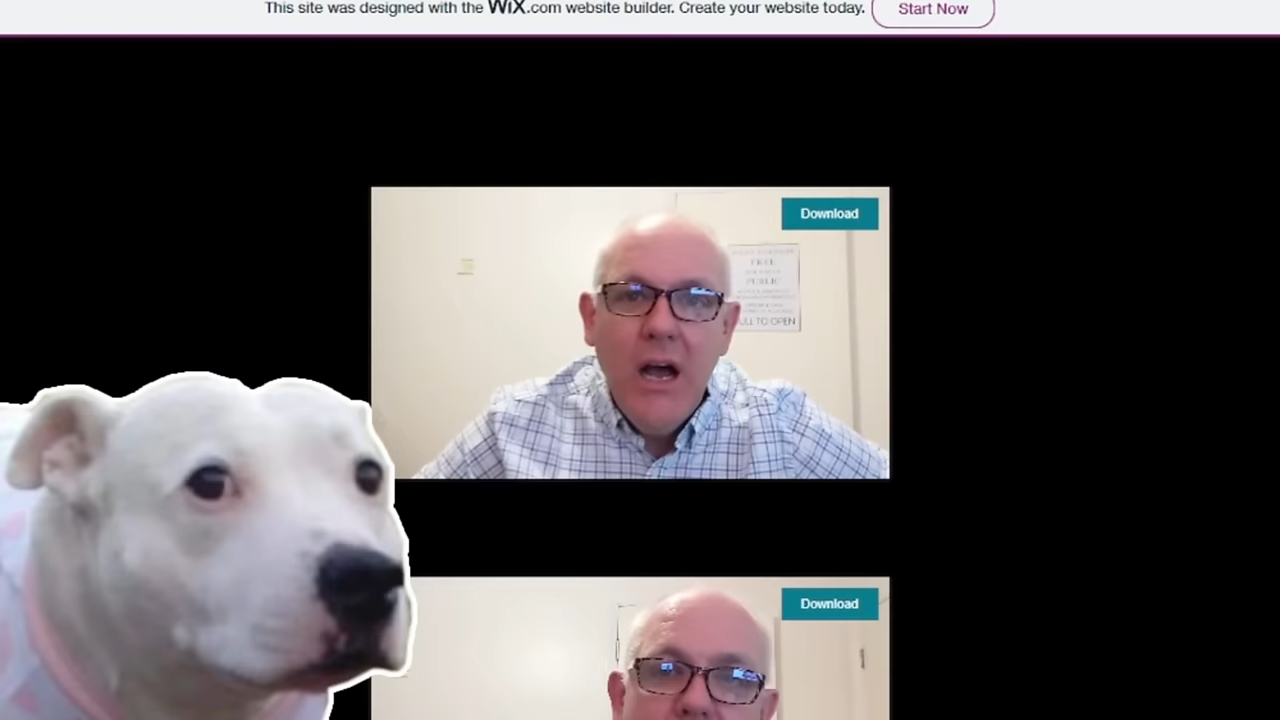 This site was designed with the WiX.com website builder. Create your website today.
Start Now
Download
FREE
PUBLIC
TO OPEN
Download